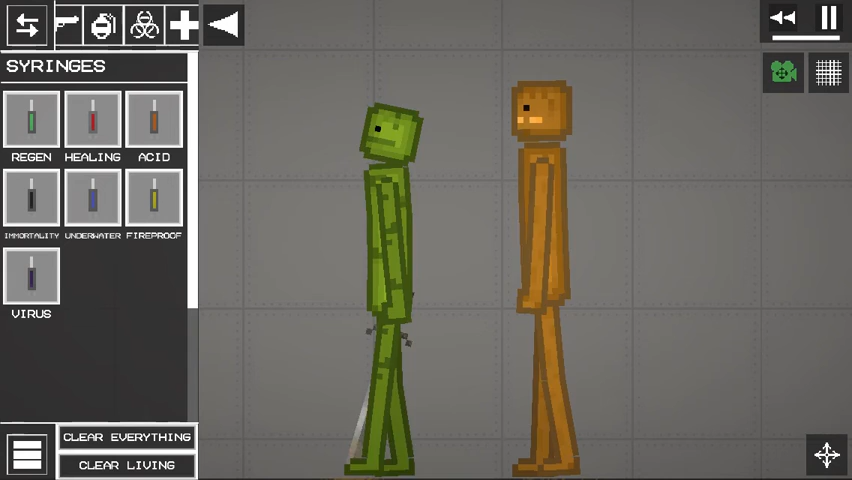 SYRINGES
REGEN HEALING ACID
IMMORTALITY UNDERWATER FIREPROOF
VIRUS
CLEAR EVERYTHING
CLEAR LIVING